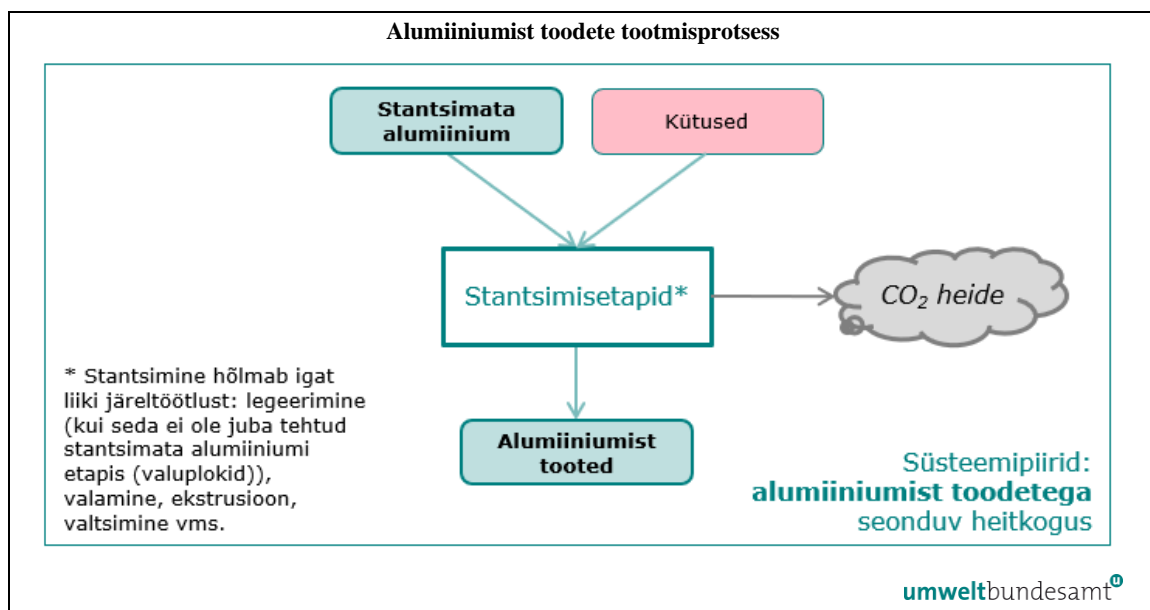 Alumiiniumist toodete tootmisprotsess
Stantsimata
alumiinium
Kütused
Stantsimisetapid*
CO₂ heide
* Stantsimine hõlmab igat
liiki järeltöötlust: legeerimine
(kui seda ei ole juba tehtud
stantsimata alumiiniumi
etapis (valuplokid)),
valamine, ekstrusioon,
valtsimine vms.
Alumiiniumist
tooted
Süsteemipiirid:
alumiiniumist toodetega
seonduv heitkogus
umweltbundesamt u